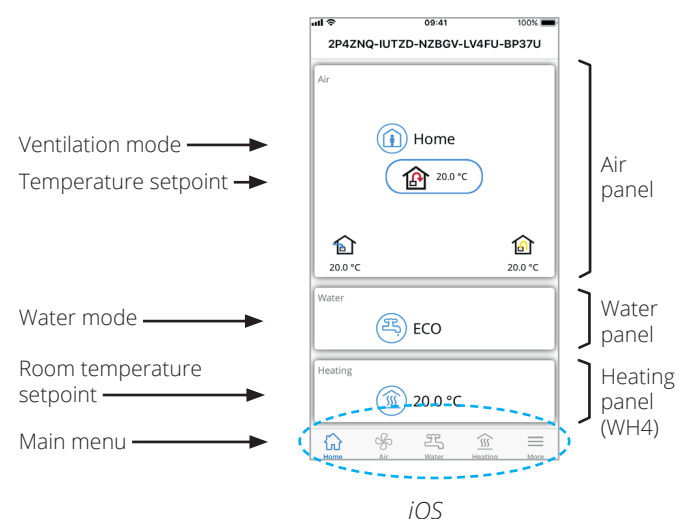 09:41
100%
2P4ZNQ-IUTZD-NZBGV-LV4FU-BP37U
Air
Ventilation mode
Home
Temperature setpoint
20.0 °C
Air
panel
20.0 °C
20.0 °C
Water
Water mode
ECO
Water
panel
Room temperature
setpoint
Heating
20.0 °C
Heating
panel
(WH4)
Main menu
Home
Air
Water
Heating
More
iOS